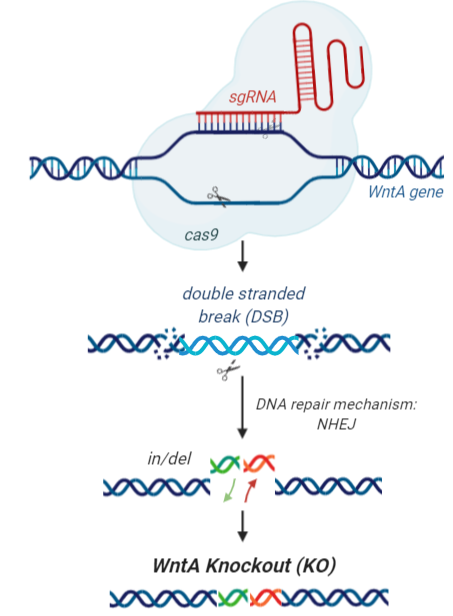 sgRNA
WntA gene
cas9
double stranded
break (DSB)
DNA repair mechanism:
NHEJ
in/del
WntA Knockout (KO)